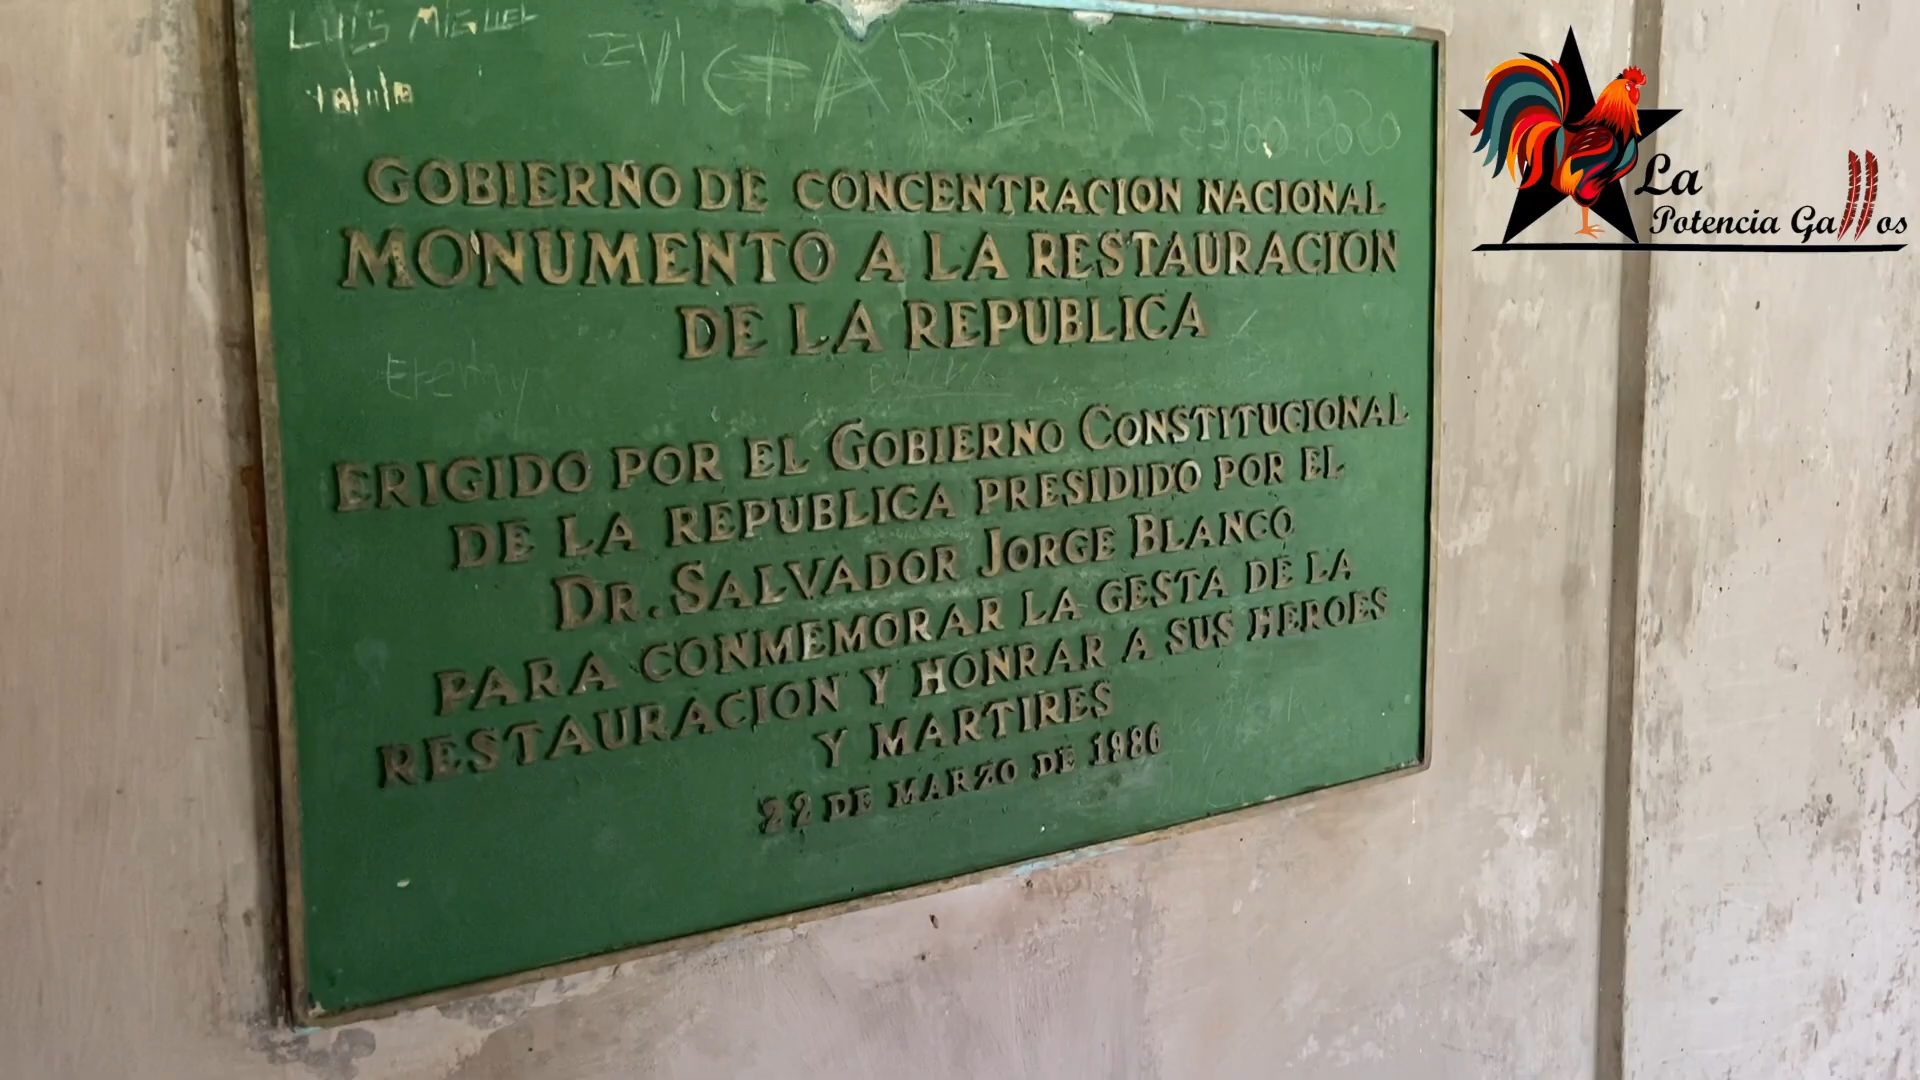 LUIS MIGUEL
VICHARLIN
GOBIERNO DE CONCENTRACION NACIONAL
MONUMENTO A LA RESTAURACION
DE LA REPUBLICA
ERIGIDO POR EL GOBIERNO CONSTITUCIONAL
DE LA REPUBLICA PRESIDIDO POR EL
DR. SALVADOR JORGE BLANCO
PARA CONMEMORAR LA GESTA DE LA
RESTAURACION Y HONRAR A SUS HEROES
Y MARTIRES
22 DE MARZO DE 1986
La
Potencia Gallos